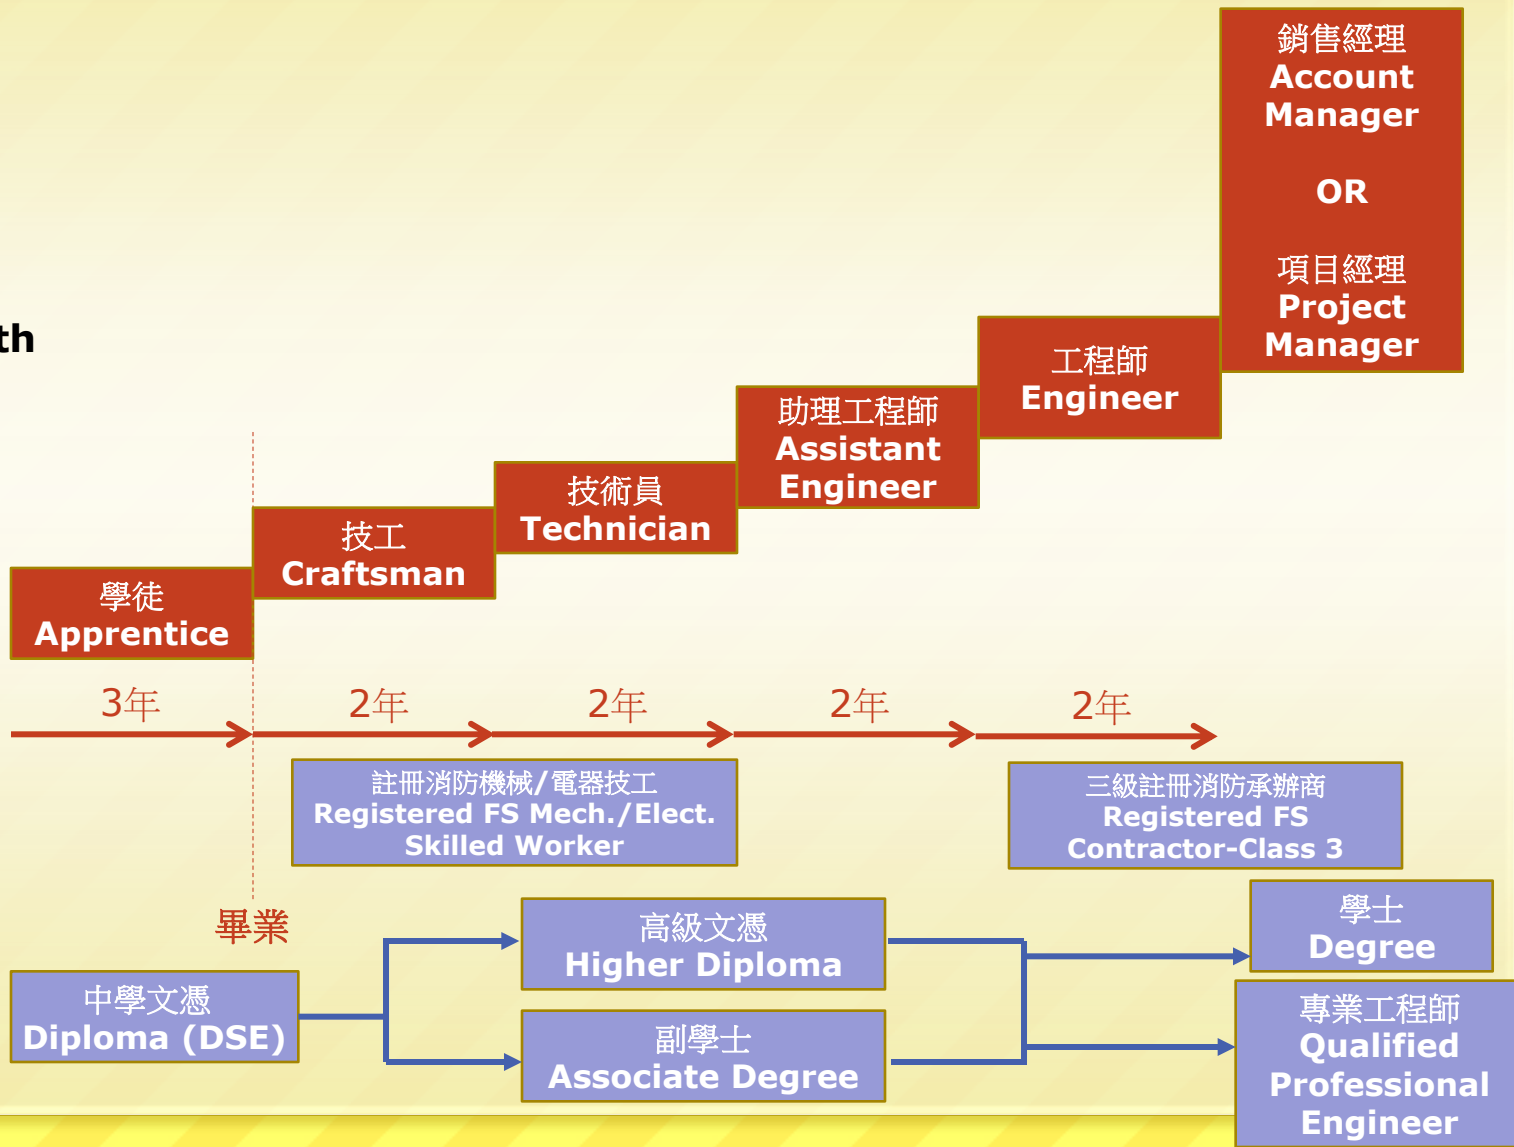 銷售經理
Account
Manager
OR
項目經理
Project
Manager
th
工程師
Engineer
助理工程師
Assistant
Engineer
技術員
Technician
技工
Craftsman
學徒
Apprentice
3年
2年
2年
2年
2年
註冊消防機械/電器技工
Registered FS Mech./Elect.
Skilled Worker
三級註冊消防承辦商
Registered FS
Contractor-Class 3
畢業
中學文憑
Diploma (DSE)
高級文憑
Higher Diploma
副學士
Associate Degree
學士
Degree
專業工程師
Qualified
Professional
Engineer